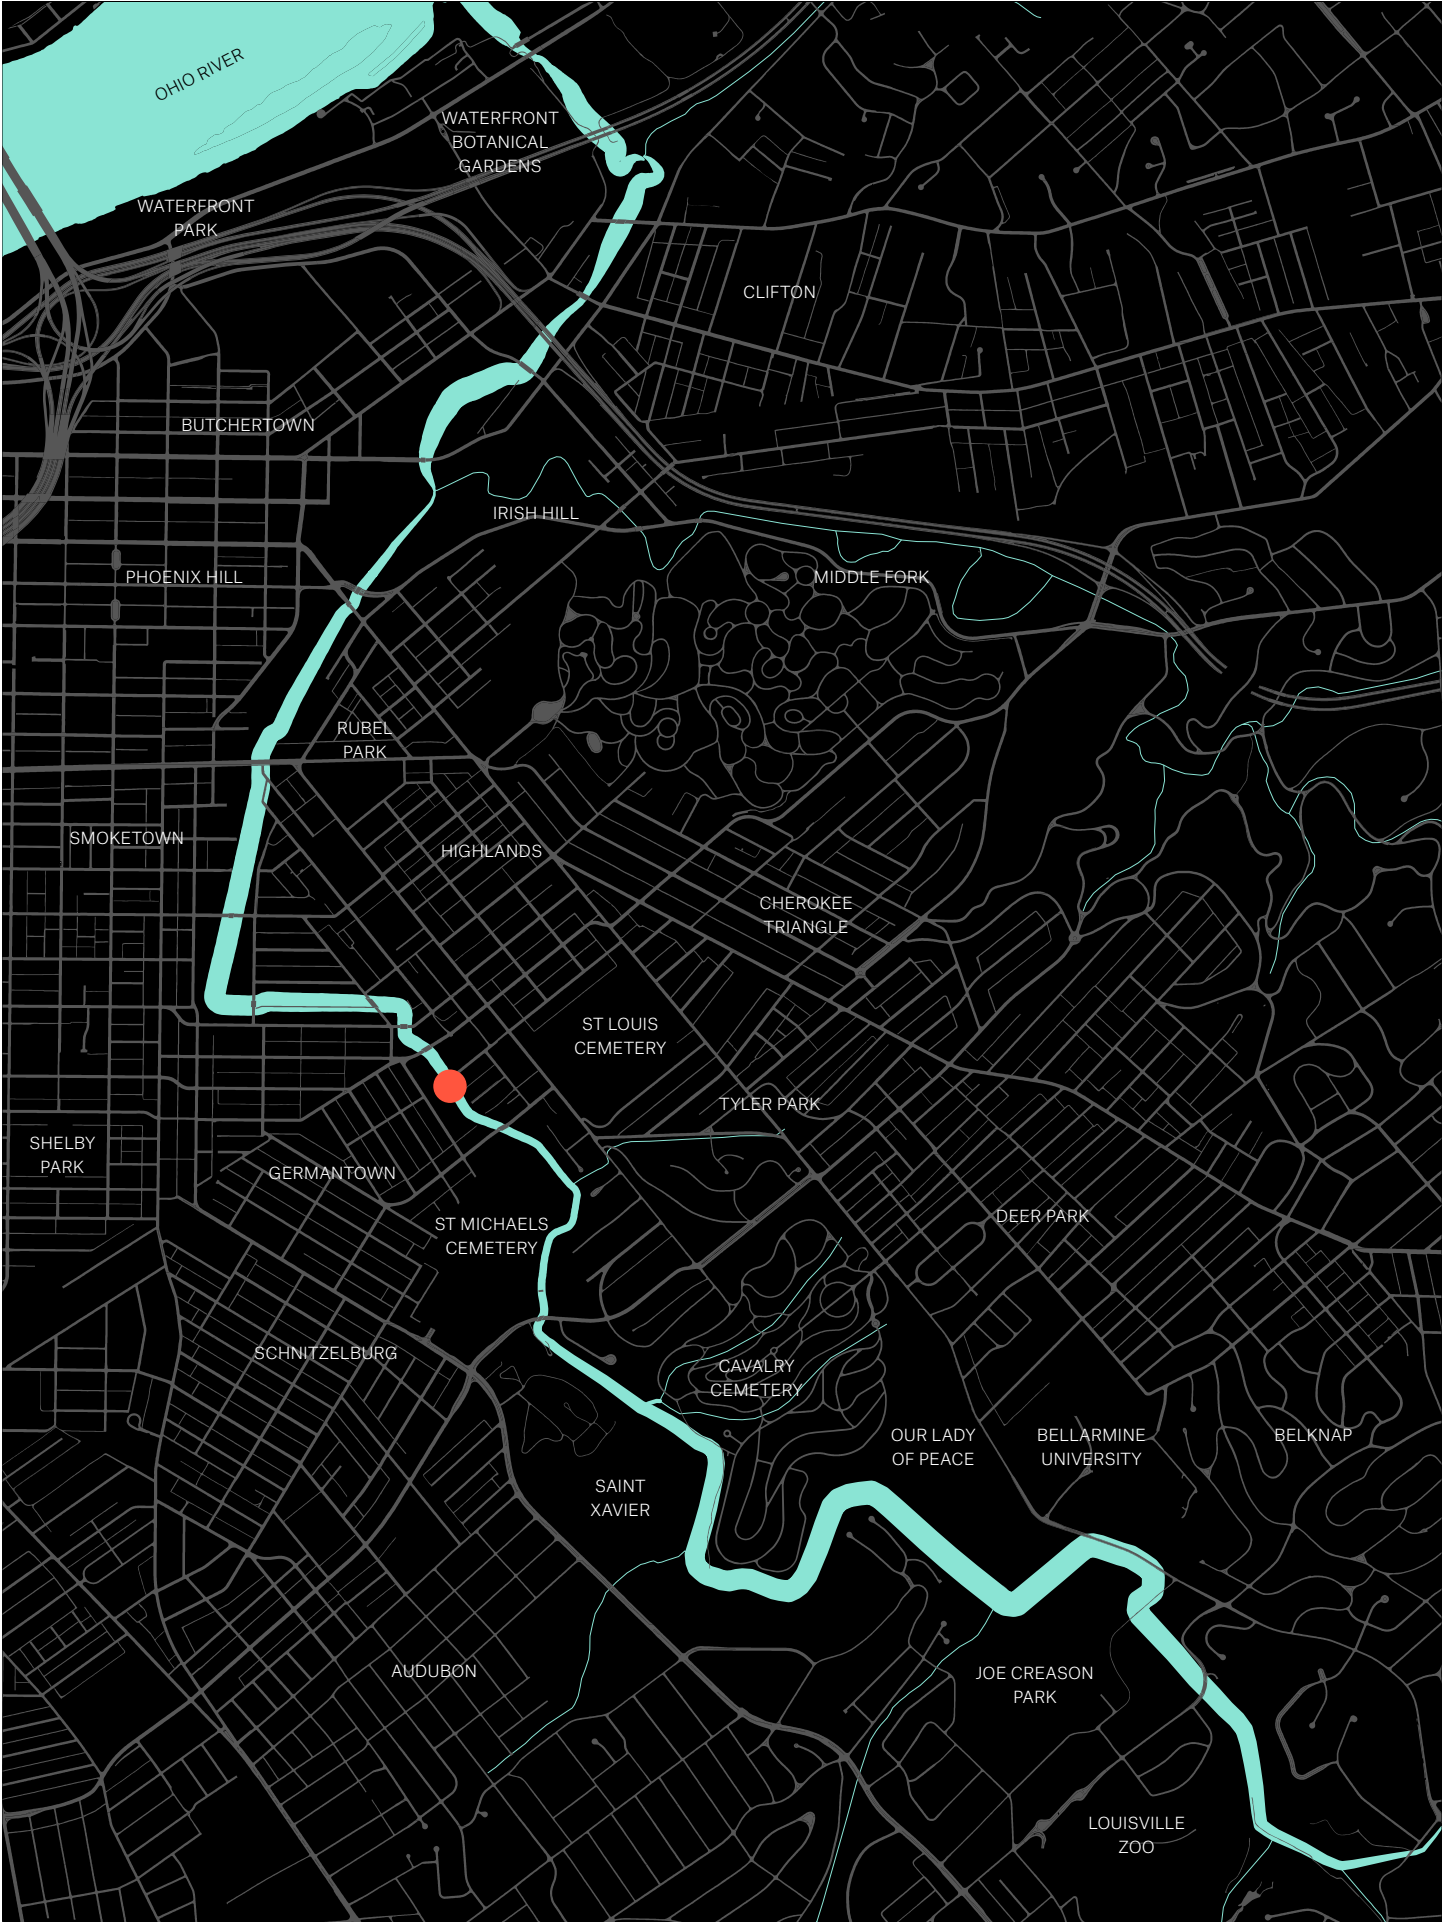 OHIO RIVER
WATERFRONT
BOTANICAL
GARDENS
WATERFRONT
PARK
CLIFTON
BUTCHERTOWN
IRISH HILL
PHOENIX HILL
MIDDLE FORK
RUBEL
PARK
SMOKETOWN
HIGHLANDS
CHEROKEE
TRIANGLE
ST LOUIS
CEMETERY
TYLER PARK
SHELBY
PARK
GERMANTOWN
ST MICHAELS
CEMETERY
DEER PARK
SCHNITZELBURG
CAVALRY
CEMETERY
OUR LADY
OF PEACE
BELLARMINE
UNIVERSITY
BELKNAP
SAINT
XAVIER
AUDUBON
JOE CREASON
PARK
LOUISVILLE
ZOO